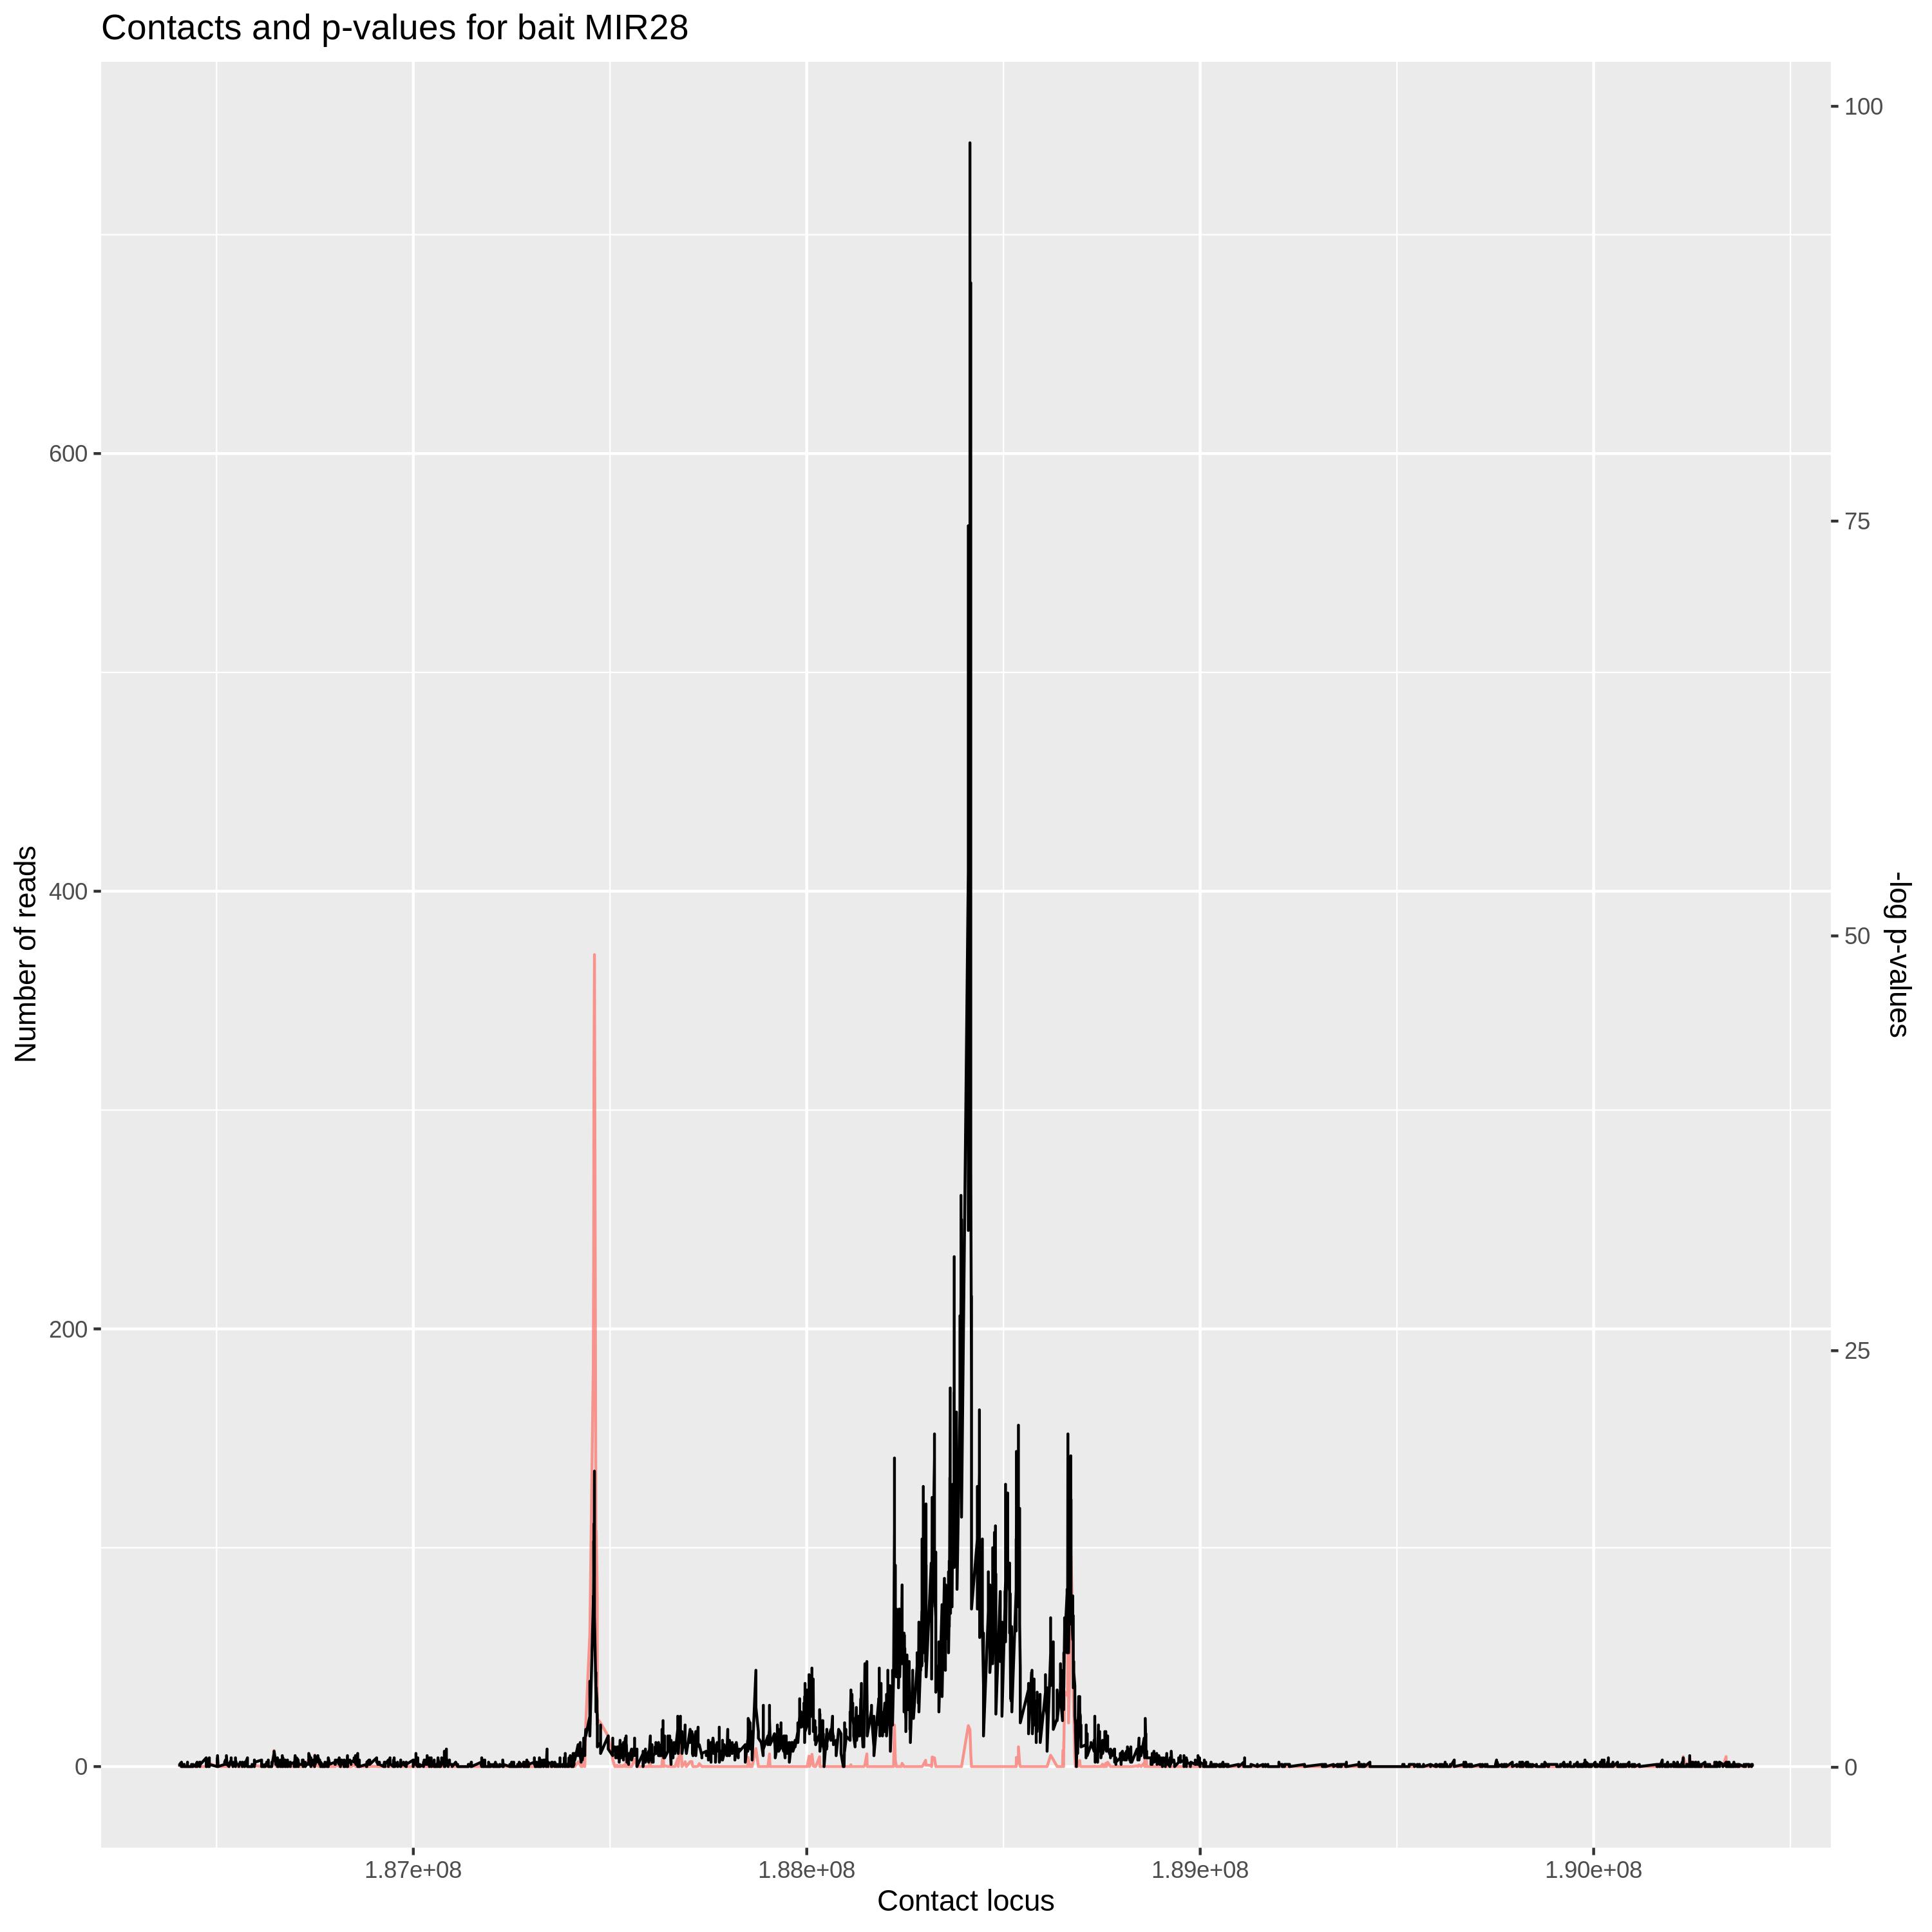 Contacts and p-values for bait MIR28
Number of reads
600
400
200
0
100
75
50
25
0
-log p-values
1.87e+08
1.88e+08
1.89e+08
1.90e+08
Contact locus